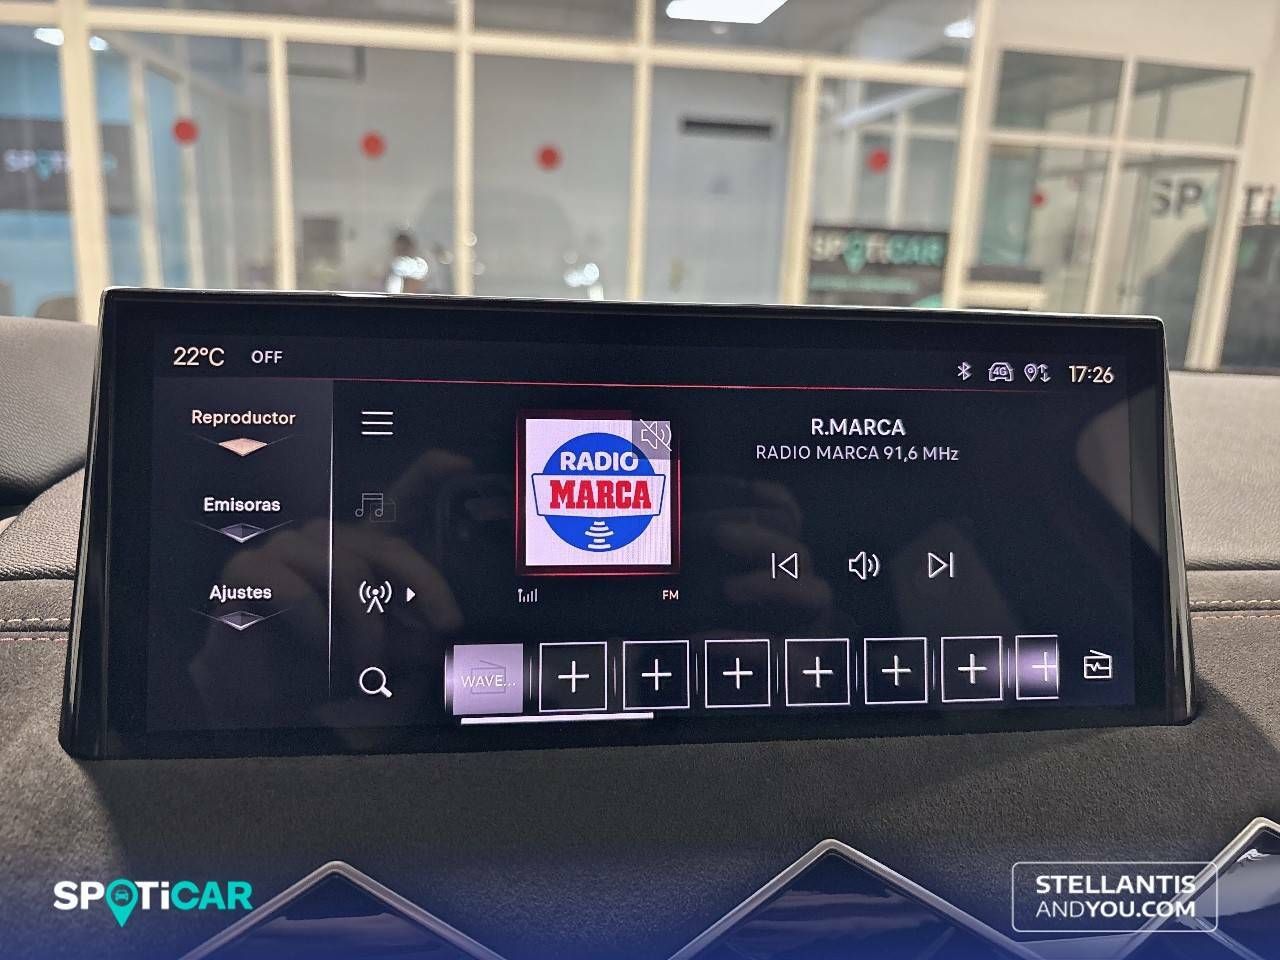 SPOTiCAR
22°C OFF
4G
17:26
Reproductor
Emisoras
Ajustes
RADIO
MARCA
R.MARCA
RADIO MARCA 91,6 MHz
FM
WAVE...
SPOTiCAR
STELLANTIS
ANDYOU.COM